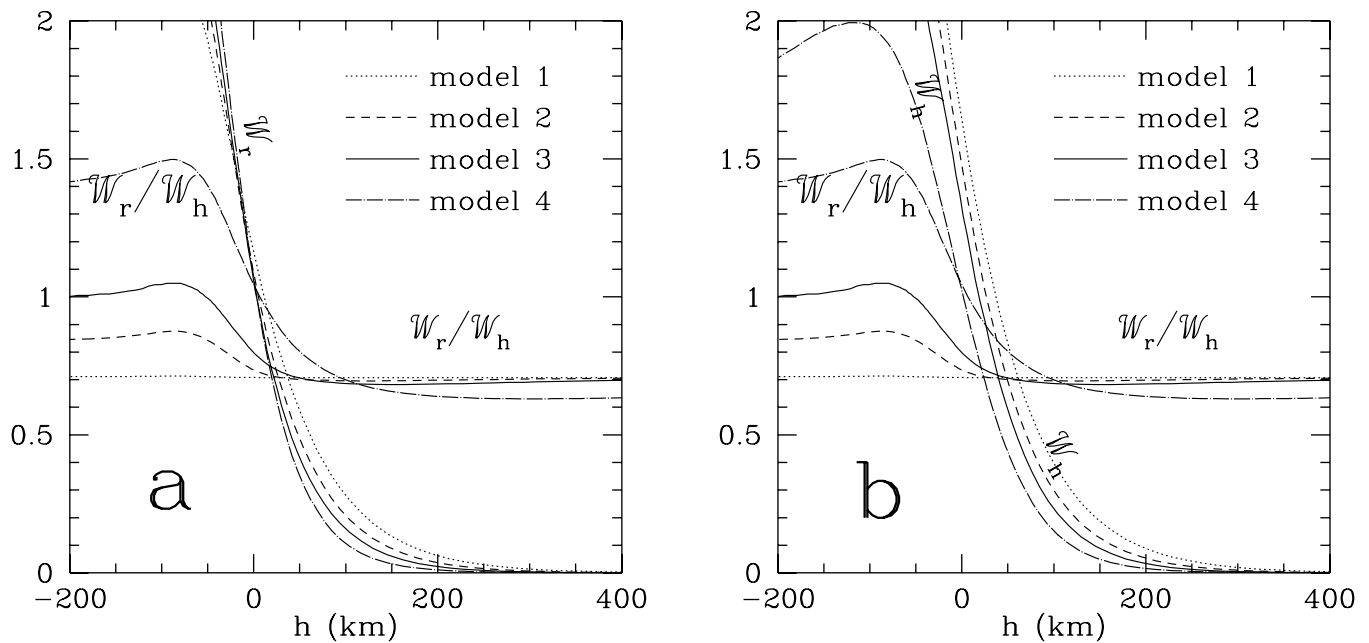 2
1.5
1
0.5
0
−200
0
200
400
h (km)
model 1
model 2
model 3
model 4
𝒲r
𝒲r/𝒲h
𝒲r/𝒲h
a
2
1.5
1
0.5
0
−200
0
200
400
h (km)
model 1
model 2
model 3
model 4
𝒲h
𝒲r/𝒲h
𝒲r/𝒲h
𝒲h
b